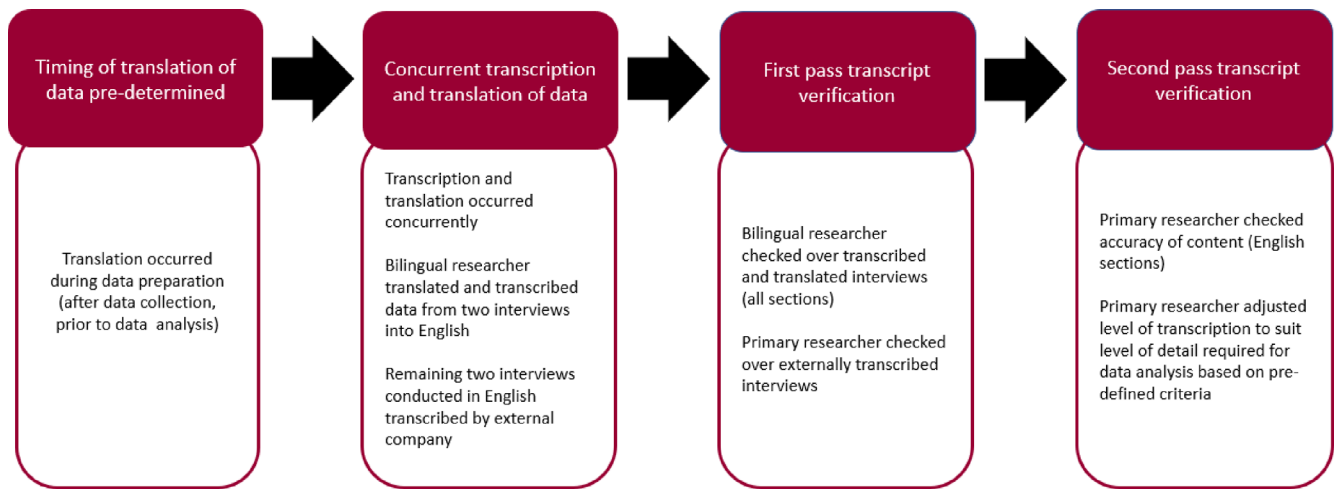 Timing of translation of
data pre-determined
Translation occurred
during data preparation
(after data collection,
prior to data analysis)
Concurrent transcription
and translation of data
Transcription and
translation occurred
concurrently
Bilingual researcher
translated and transcribed
data from two interviews
into English
Remaining two interviews
conducted in English
transcribed by external
company
First pass transcript
verification
Bilingual researcher
checked over transcribed
and translated interviews
(all sections)
Primary researcher checked
over externally transcribed
interviews
Second pass transcript
verification
Primary researcher checked
accuracy of content (English
sections)
Primary researcher adjusted
level of transcription to suit
level of detail required for
data analysis based on pre-
defined criteria